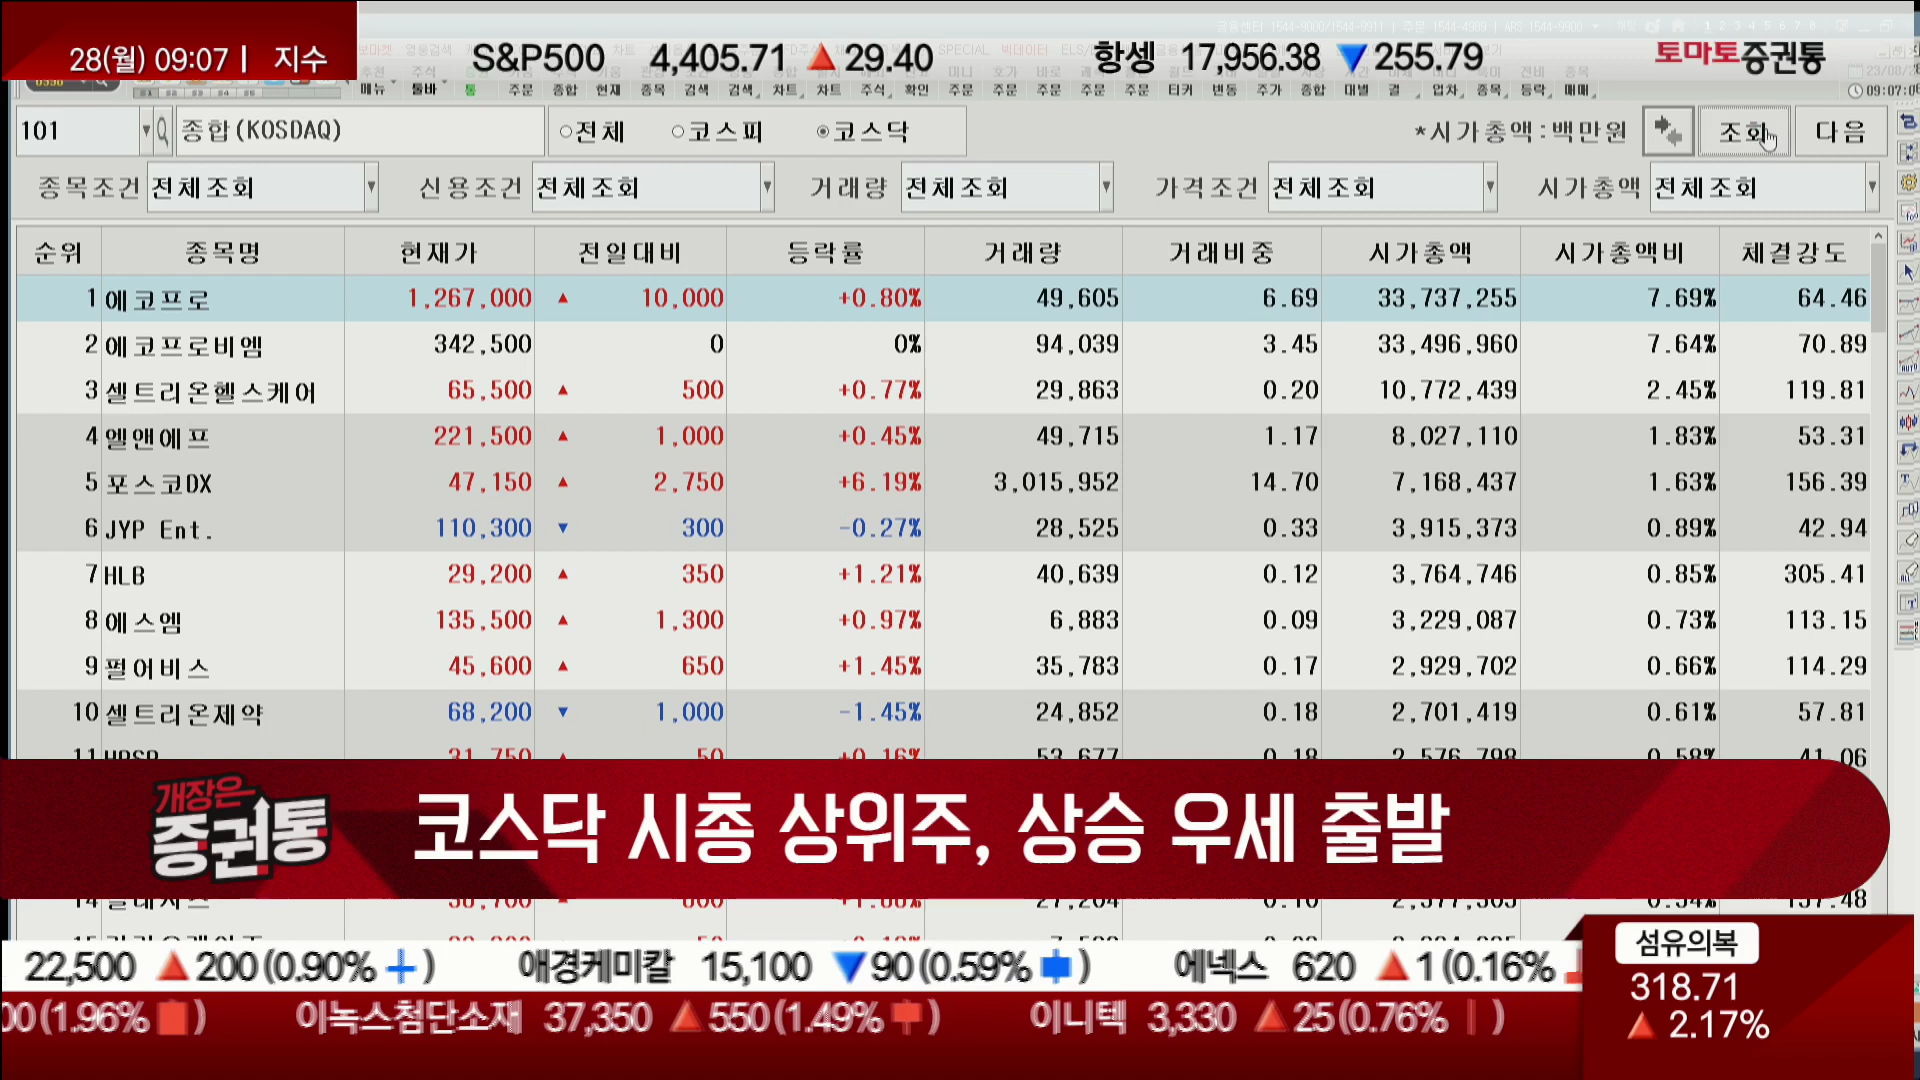 28(월) 09:07 | 지수
S&P500 4,405.71 ▲29.40 항셍 17,956.38 ▼255.79
토마토증권통
101 종합(KOSDAQ) 전체 코스피 코스닥 *시가총액:백만원 조회 다음
종목조건 전체조회 신용조건 전체조회 거래량 전체조회 가격조건 전체조회 시가총액 전체조회
순위 종목명 현재가 전일대비 등락률 거래량 거래비중 시가총액 시가총액비 체결강도
1 에코프로 1,267,000 ▲ 10,000 +0.80% 49,605 6.69 33,737,255 7.69% 64.46
2 에코프로비엠 342,500 0 0% 94,039 3.45 33,496,960 7.64% 70.89
3 셀트리온헬스케어 65,500 ▲ 500 +0.77% 29,863 0.20 10,772,439 2.45% 119.81
4 엘앤에프 221,500 ▲ 1,000 +0.45% 49,715 1.17 8,027,110 1.83% 53.31
5 포스코DX 47,150 ▲ 2,750 +6.19% 3,015,952 14.70 7,168,437 1.63% 156.39
6 JYP Ent. 110,300 ▼ 300 -0.27% 28,525 0.33 3,915,373 0.89% 42.94
7 HLB 29,200 ▲ 350 +1.21% 40,639 0.12 3,764,746 0.85% 305.41
8 에스엠 135,500 ▲ 1,300 +0.97% 6,883 0.09 3,229,087 0.73% 113.15
9 펄어비스 45,600 ▲ 650 +1.45% 35,783 0.17 2,929,702 0.66% 114.29
10 셀트리온제약 68,200 ▼ 1,000 -1.45% 24,852 0.18 2,701,419 0.61% 57.81
11 HPSP 31,750 ▲ 50 +0.16% 53,677 0.18 2,576,798 0.58% 41.06
개장은 증권통
코스닥 시총 상위주, 상승 우세 출발
22,500 ▲200(0.90% ) 애경케미칼 15,100 ▼90(0.59% ) 에넥스 620 ▲1(0.16%
00(1.96% ) 이녹스첨단소재 37,350 ▲550(1.49% ) 이니텍 3,330 ▲25(0.76% )
섬유의복
318.71
▲ 2.17%